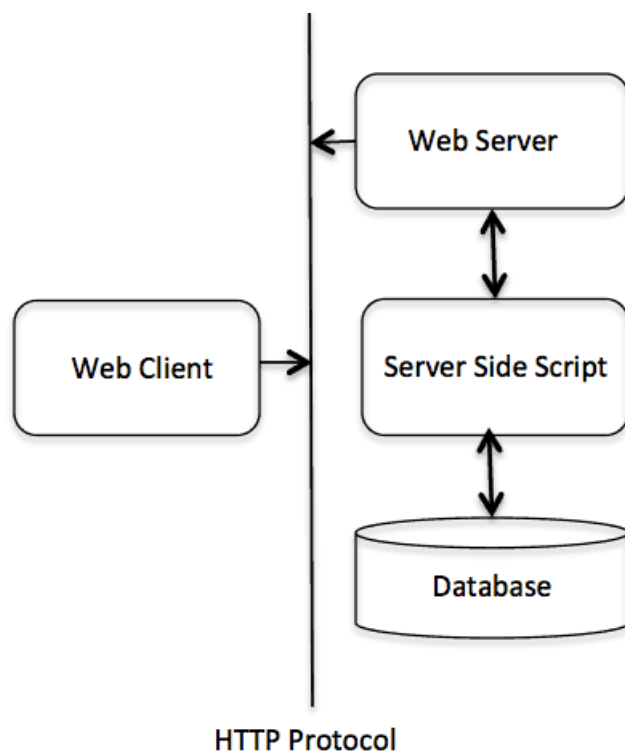 Web Server
Web Client
Server Side Script
Database
HTTP Protocol